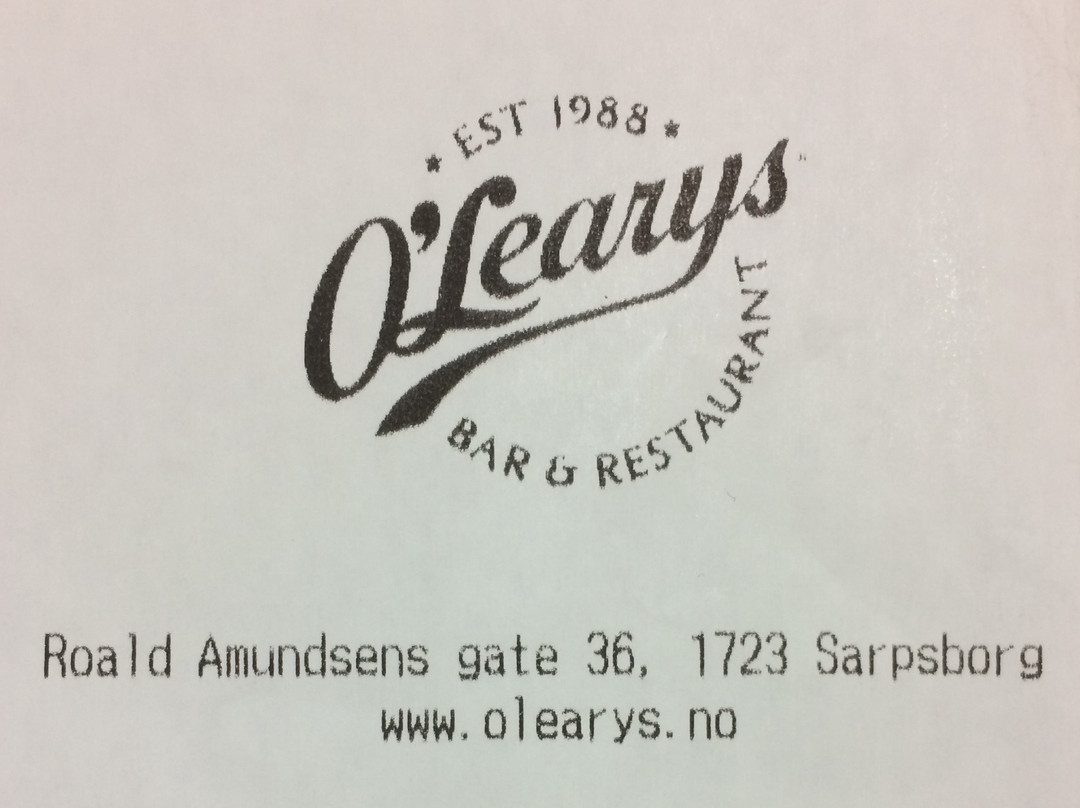 * EST 1988 *
O'Learys
BAR & RESTAURANT
Roald Amundsens gate 36, 1723 Sarpsborg
www.olearys.no